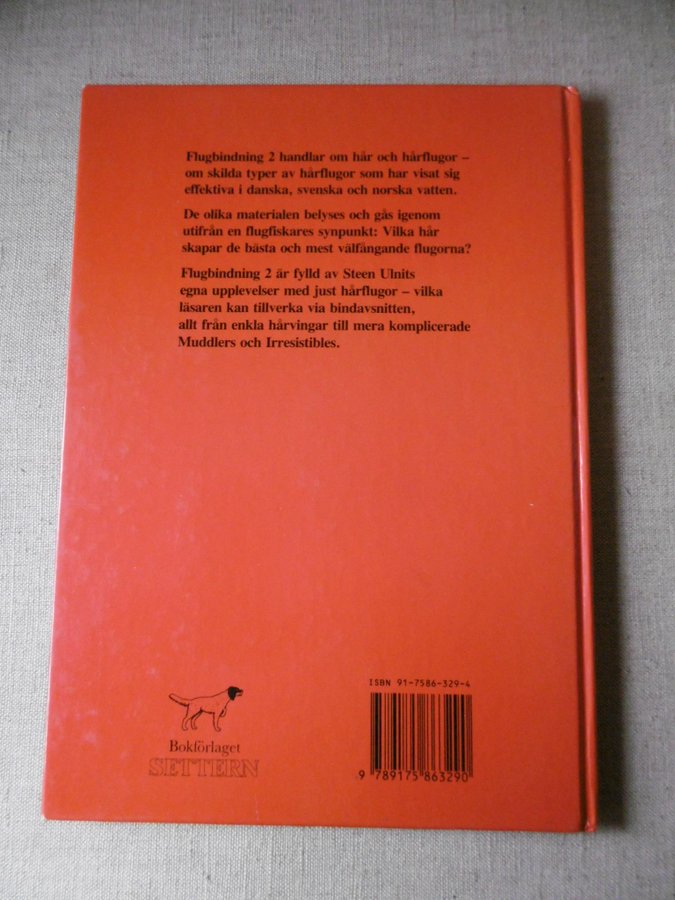 Flugbindning 2 handlar om hår och hårflugor –
om skilda typer av hårflugor som har visat sig
effektiva i danska, svenska och norska vatten.
De olika materialen belyses och gås igenom
utifrån en flugfiskares synpunkt: Vilka hår
skapar de bästa och mest välfångande flugorna?
Flugbindning 2 är fylld av Steen Ulnits
egna upplevelser med just hårflugor – vilka
läsaren kan tillverka via bindavsnitten,
allt från enkla hårvingar till mera komplicerade
Muddlers och Irresistibles.
ISBN 91-7586-329-4
Bokförlaget
SETTERN
9 789175 863290